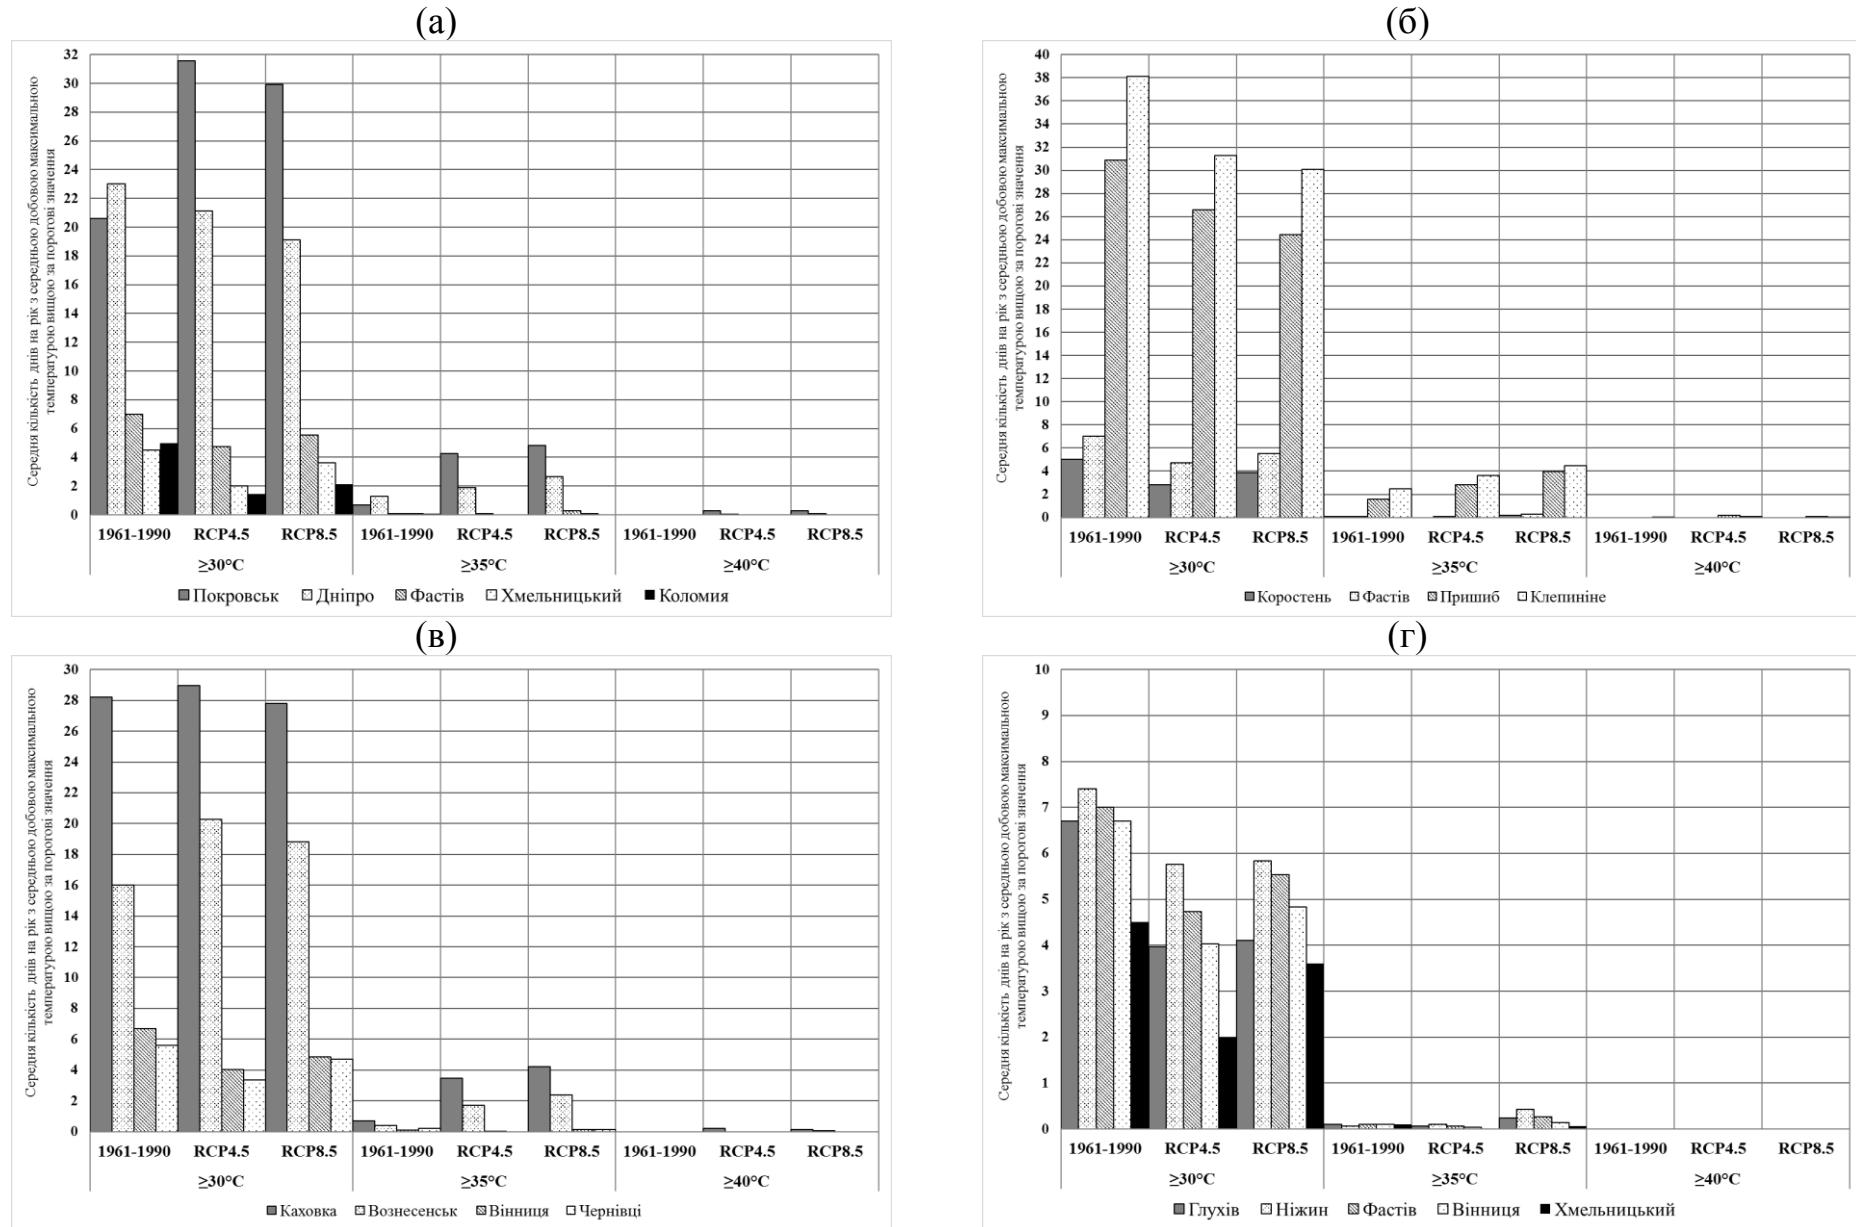 (а)
Середня кількість днів на рік з середньою добовою максимальною
температурою вищою за порогові значення
32
30
28
26
24
22
20
18
16
14
12
10
8
6
4
2
0
1961-1990 RCP4.5 RCP8.5 1961-1990 RCP4.5 RCP8.5 1961-1990 RCP4.5 RCP8.5
≥30°C ≥35°C ≥40°C
Покровськ Дніпро Фастів Хмельницький Коломия
(б)
Середня кількість днів на рік з середньою добовою максимальною
температурою вищою за порогові значення
40
38
36
34
32
30
28
26
24
22
20
18
16
14
12
10
8
6
4
2
0
1961-1990 RCP4.5 RCP8.5 1961-1990 RCP4.5 RCP8.5 1961-1990 RCP4.5 RCP8.5
≥30°C ≥35°C ≥40°C
Коростень Фастів Пришиб Клепиніне
(в)
Середня кількість днів на рік з середньою добовою максимальною
температурою вищою за порогові значення
30
28
26
24
22
20
18
16
14
12
10
8
6
4
2
0
1961-1990 RCP4.5 RCP8.5 1961-1990 RCP4.5 RCP8.5 1961-1990 RCP4.5 RCP8.5
≥30°C ≥35°C ≥40°C
Каховка Вознесенськ Вінниця Чернівці
(г)
Середня кількість днів на рік з середньою добовою максимальною
температурою вищою за порогові значення
10
9
8
7
6
5
4
3
2
1
0
1961-1990 RCP4.5 RCP8.5 1961-1990 RCP4.5 RCP8.5 1961-1990 RCP4.5 RCP8.5
≥30°C ≥35°C ≥40°C
Глухів Ніжин Фастів Вінниця Хмельницький